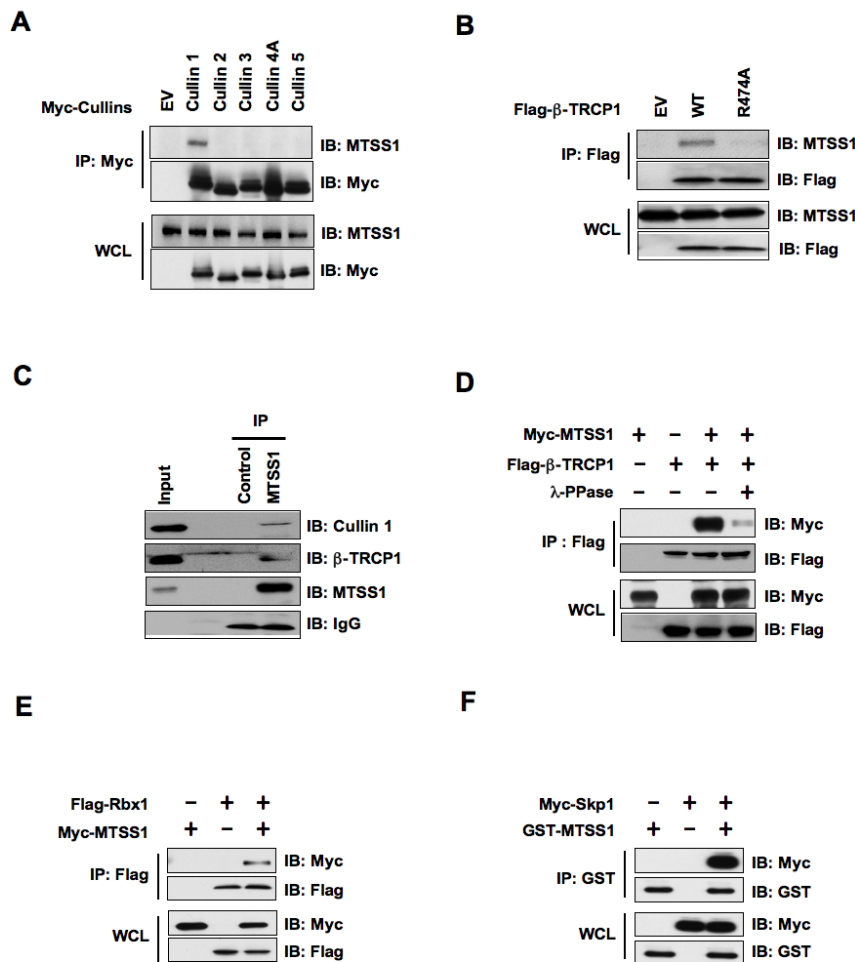 A
Myc-Cullins
EV
Cullin 1
Cullin 2
Cullin 3
Cullin 4A
Cullin 5
IP: Myc
IB: MTSS1
IB: Myc
WCL
IB: MTSS1
IB: Myc
B
Flag-β-TRCP1
EV
WT
R474A
IP: Flag
IB: MTSS1
IB: Flag
WCL
IB: MTSS1
IB: Flag
C
IP
Input
Control
MTSS1
IB: Cullin 1
IB: β-TRCP1
IB: MTSS1
IB: IgG
D
Myc-MTSS1 + − + +
Flag-β-TRCP1 − + + +
λ-PPase − − − +
IP : Flag
IB: Myc
IB: Flag
WCL
IB: Myc
IB: Flag
E
Flag-Rbx1 − + +
Myc-MTSS1 + − +
IP: Flag
IB: Myc
IB: Flag
WCL
IB: Myc
IB: Flag
F
Myc-Skp1 − + +
GST-MTSS1 + − +
IP: GST
IB: Myc
IB: GST
WCL
IB: Myc
IB: GST